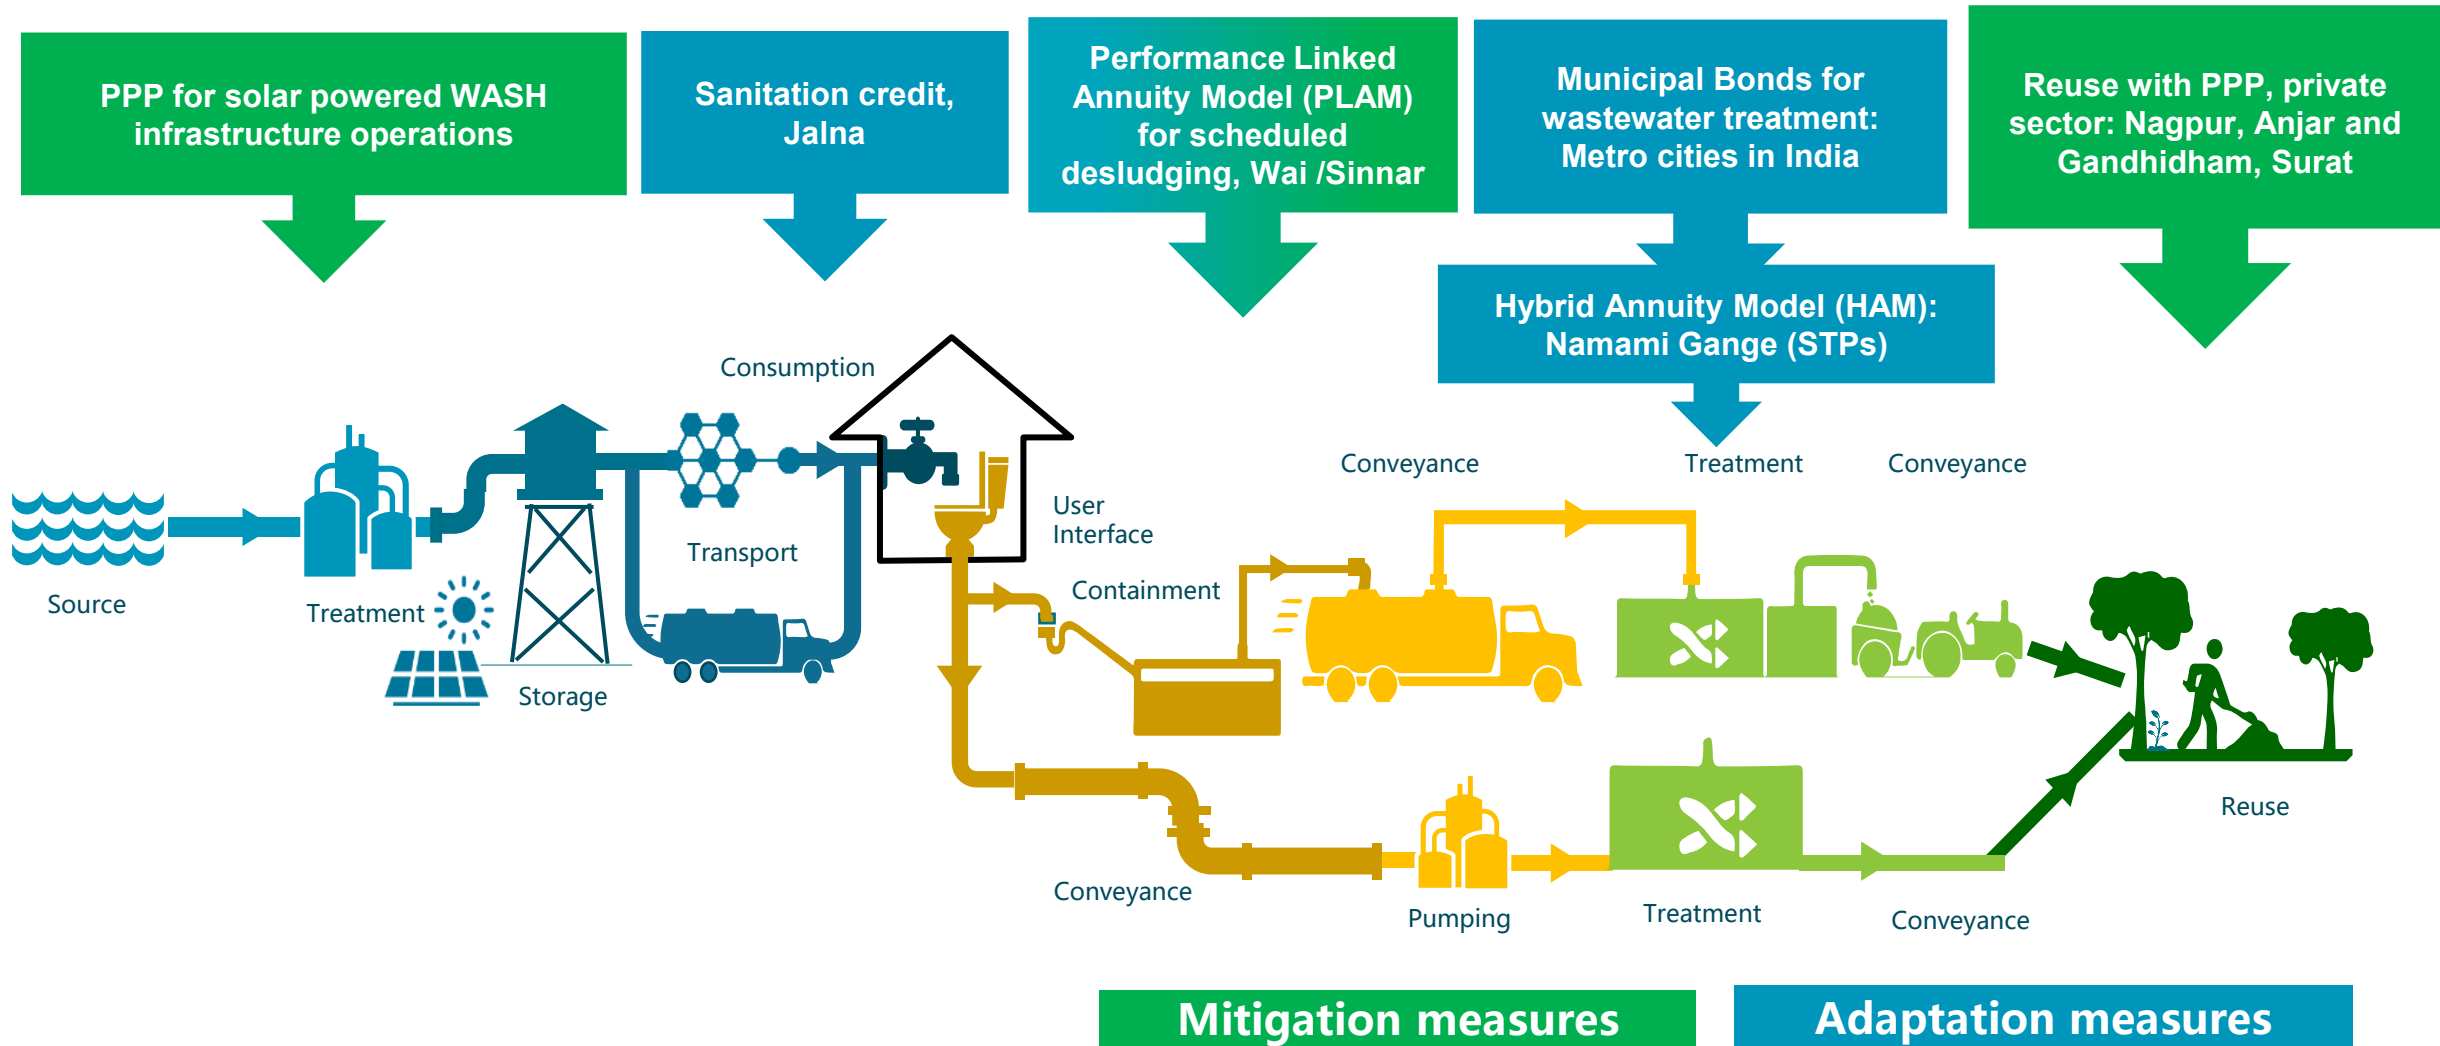 PPP for solar powered WASH
infrastructure operations
Sanitation credit,
Jalna
Performance Linked
Annuity Model (PLAM)
for scheduled
desludging, Wai /Sinnar
Municipal Bonds for
wastewater treatment:
Metro cities in India
Reuse with PPP, private
sector: Nagpur, Anjar and
Gandhidham, Surat
Hybrid Annuity Model (HAM):
Namami Gange (STPs)
Consumption
Conveyance
Treatment
Conveyance
User
Interface
Transport
Containment
Source
Treatment
Storage
Reuse
Conveyance
Pumping
Treatment
Conveyance
Mitigation measures
Adaptation measures